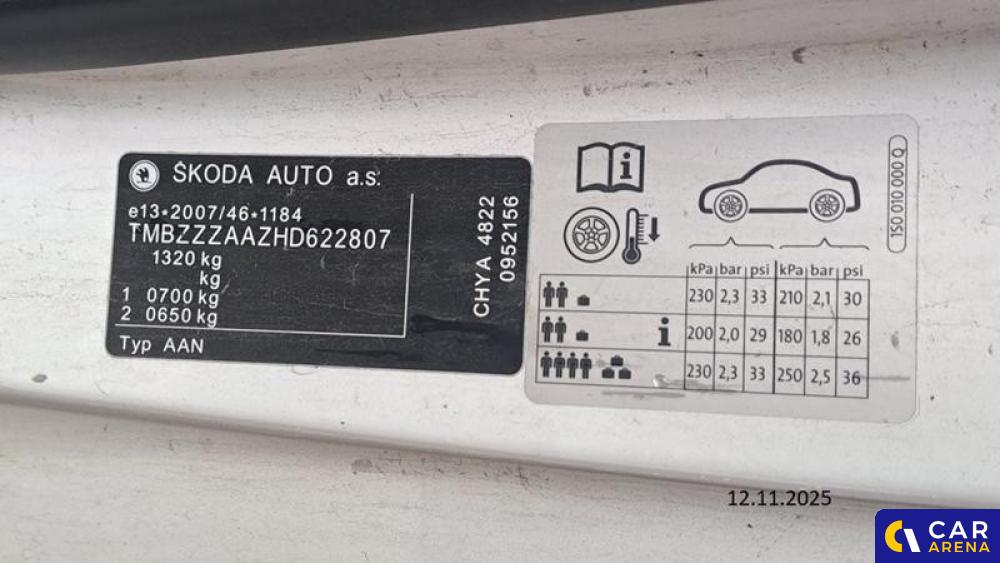 ŠKODA AUTO a.s.
e13*2007/46*1184
TMBZZZAAZHD622807
1320 kg
kg
1 0700 kg
2 0650 kg
Typ AAN
CHYA 4822
0952156
i
1S0 010 000 Q
kPa bar psi kPa bar psi
230 2,3 33 210 2,1 30
i 200 2,0 29 180 1,8 26
230 2,3 33 250 2,5 36
12.11.2025
CAR
ARENA